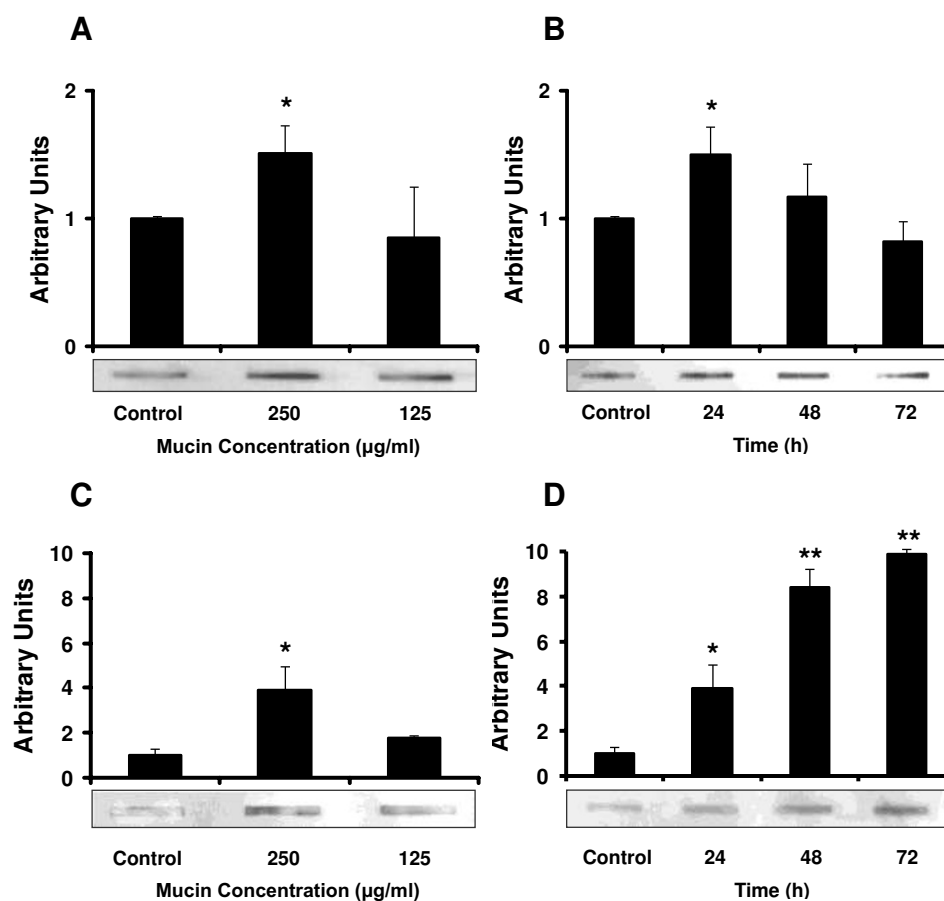 A
2
1
0
Arbitrary Units
*
Control 250 125
Mucin Concentration (µg/ml)
B
2
1
0
Arbitrary Units
*
Control 24 48 72
Time (h)
C
10
8
6
4
2
0
Arbitrary Units
*
Control 250 125
Mucin Concentration (µg/ml)
D
10
8
6
4
2
0
Arbitrary Units
* ** **
Control 24 48 72
Time (h)